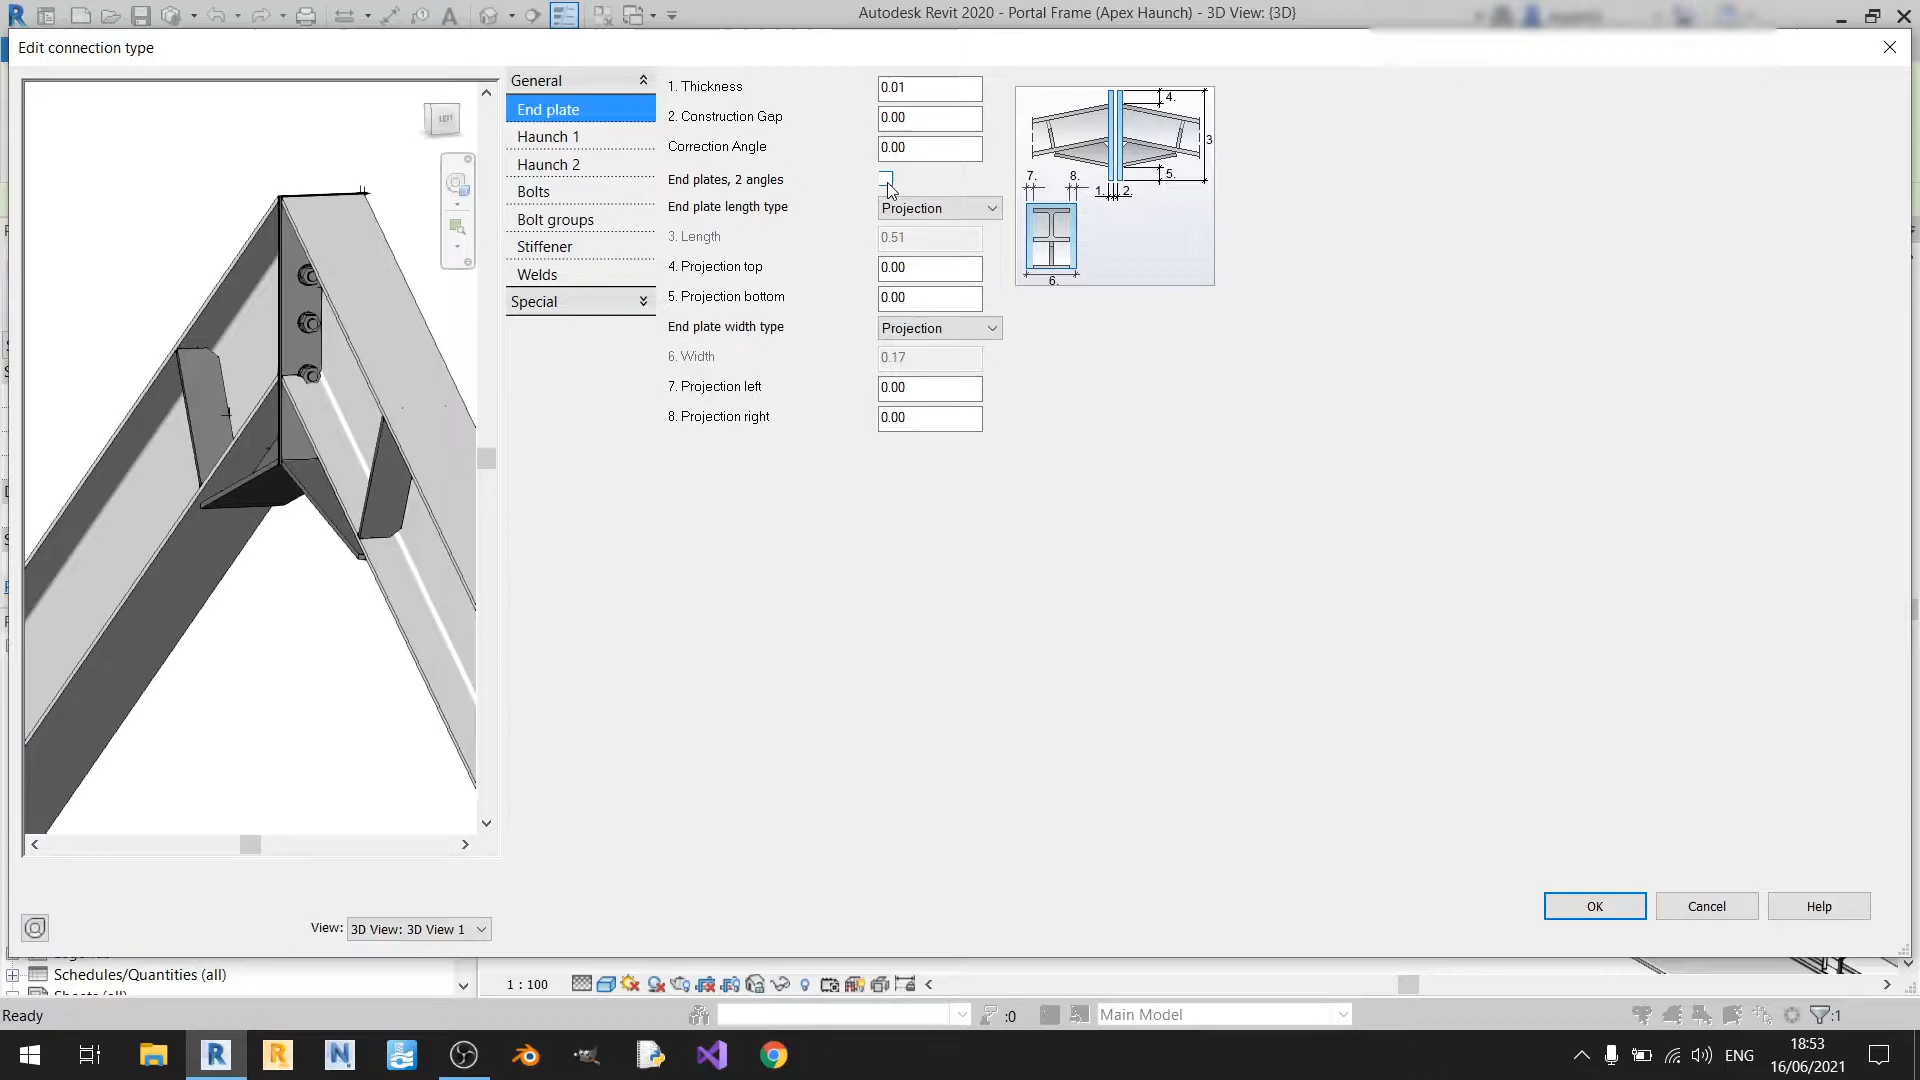 Autodesk Revit 2020 - Portal Frame (Apex Haunch) - 3D View: {3D}
Edit connection type
LEFT
General
End plate
Haunch 1
Haunch 2
Bolts
Bolt groups
Stiffener
Welds
Special
1. Thickness 0.01
2. Construction Gap 0.00
Correction Angle 0.00
End plates, 2 angles
End plate length type Projection
3. Length 0.51
4. Projection top 0.00
5. Projection bottom 0.00
End plate width type Projection
6. Width 0.17
7. Projection left 0.00
8. Projection right 0.00
4.
3
5.
7. 8.
1. 2.
6.
OK Cancel Help
View: 3D View: 3D View 1
Schedules/Quantities (all)
1 : 100
Ready
:0
Main Model
:1
ENG
18:53
16/06/2021